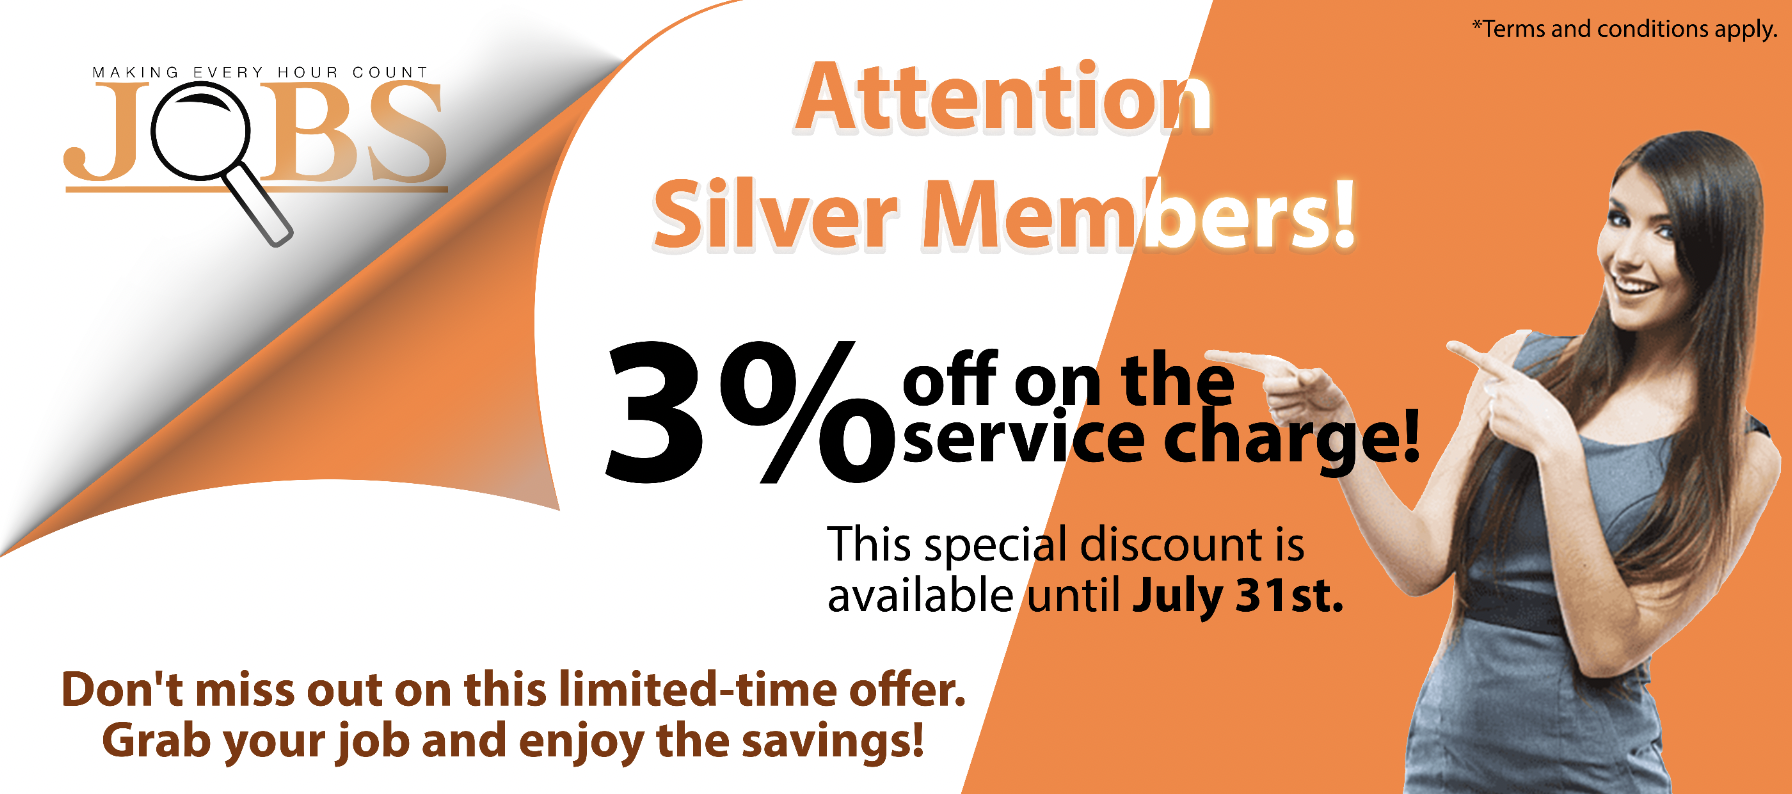 *Terms and conditions apply.
MAKING EVERY HOUR COUNT
JOBS
Attention
Silver Members!
3% off on the
service charge!
This special discount is
available until July 31st.
Don't miss out on this limited-time offer.
Grab your job and enjoy the savings!